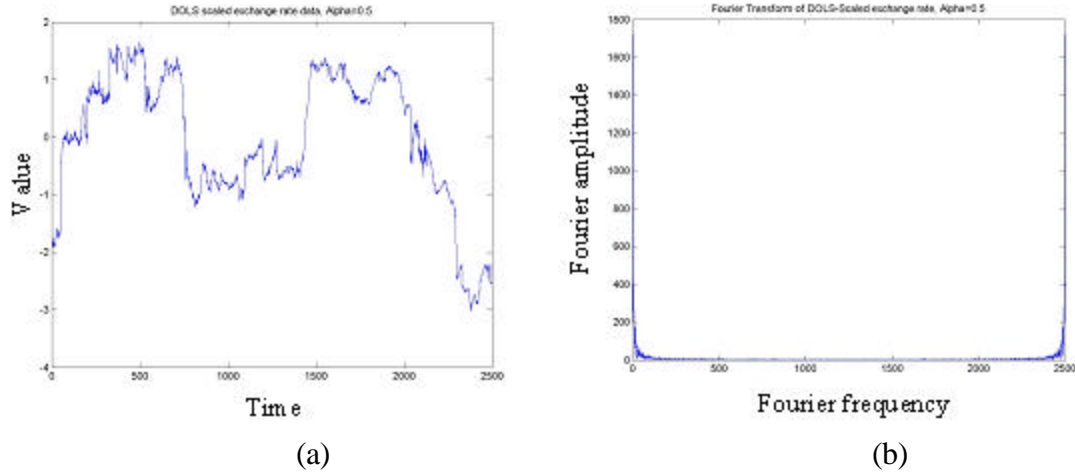 DOLS scaled exchange rate data, Alpha=0.5
2
1
0
-1
-2
-3
-4
Value
0 500 1000 1500 2000 2500
Time
(a)
Fourier Transform of DOLS-Scaled exchange rate, Alpha=0.5
1800
1600
1400
1200
1000
800
600
400
200
0
Fourier amplitude
0 500 1000 1500 2000 2500
Fourier frequency
(b)